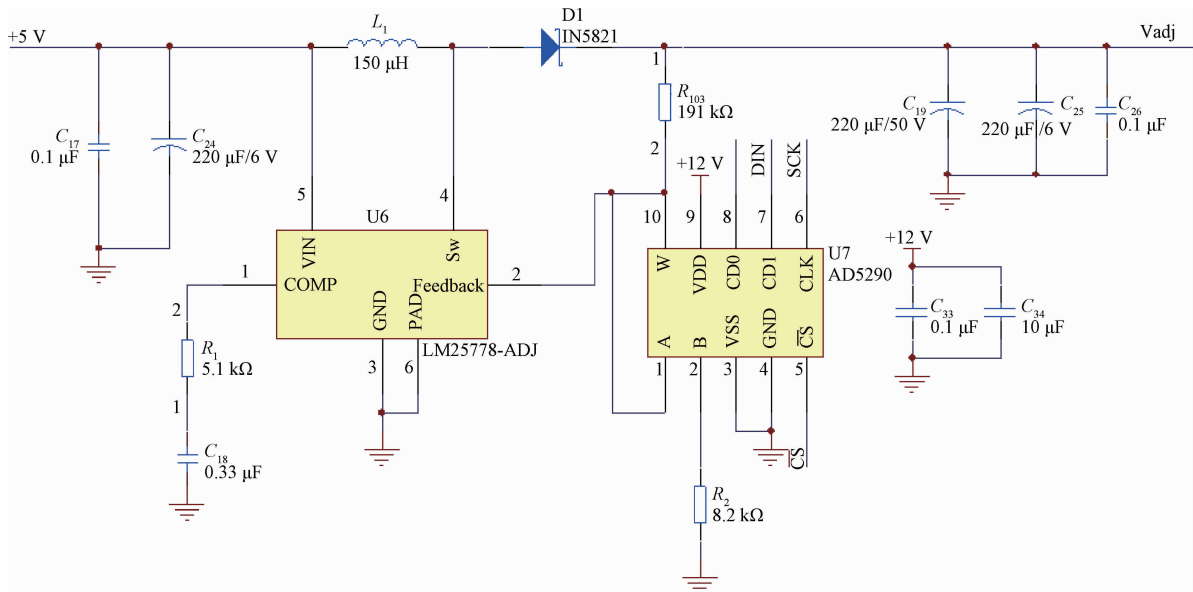 +5 V
L1
150 μH
D1
IN5821
Vadj
C17
0.1 μF
C24
220 μF/6 V
1
R103
191 kΩ
2
C19
220 μF/50 V
C25
220 μF/6 V
C26
0.1 μF
5
4
U6
VIN
Sw
1
COMP
Feedback
2
GND
PAD
LM25778-ADJ
3
6
2
R1
5.1 kΩ
1
C18
0.33 μF
+12 V
DIN
SCK
10
9
8
7
6
U7
AD5290
W
VDD
CD0
CD1
CLK
A
B
VSS
GND
CS
1
2
3
4
5
CS
R2
8.2 kΩ
+12 V
C33
0.1 μF
C34
10 μF